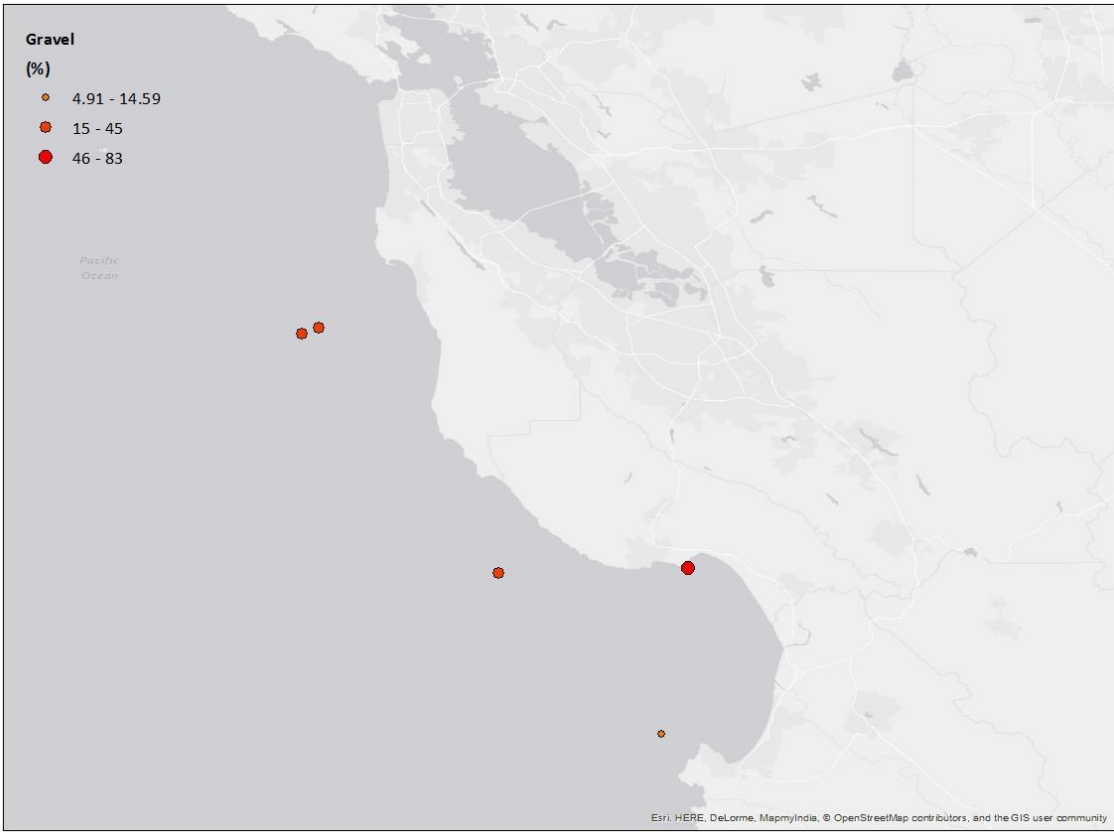 Gravel
(%)
4.91 - 14.59
15 - 45
46 - 83
Pacific
Ocean
Esri, HERE, DeLorme, MapmyIndia, © OpenStreetMap contributors, and the GIS user community